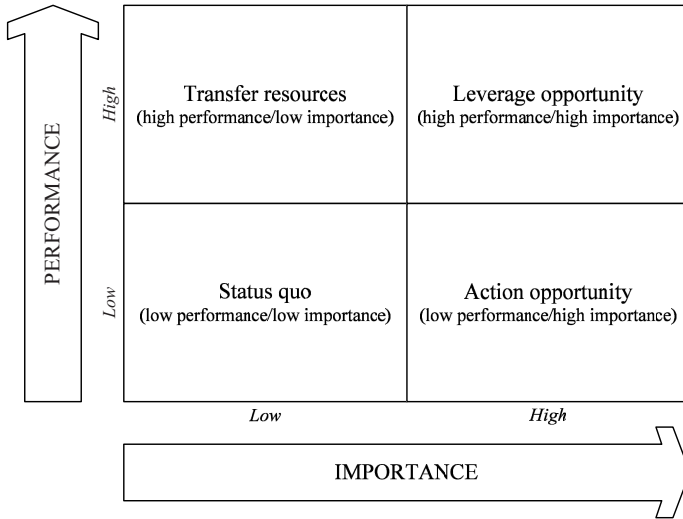 PERFORMANCE
High
Low
Transfer resources
(high performance/low importance)
Leverage opportunity
(high performance/high importance)
Status quo
(low performance/low importance)
Action opportunity
(low performance/high importance)
Low
High
IMPORTANCE